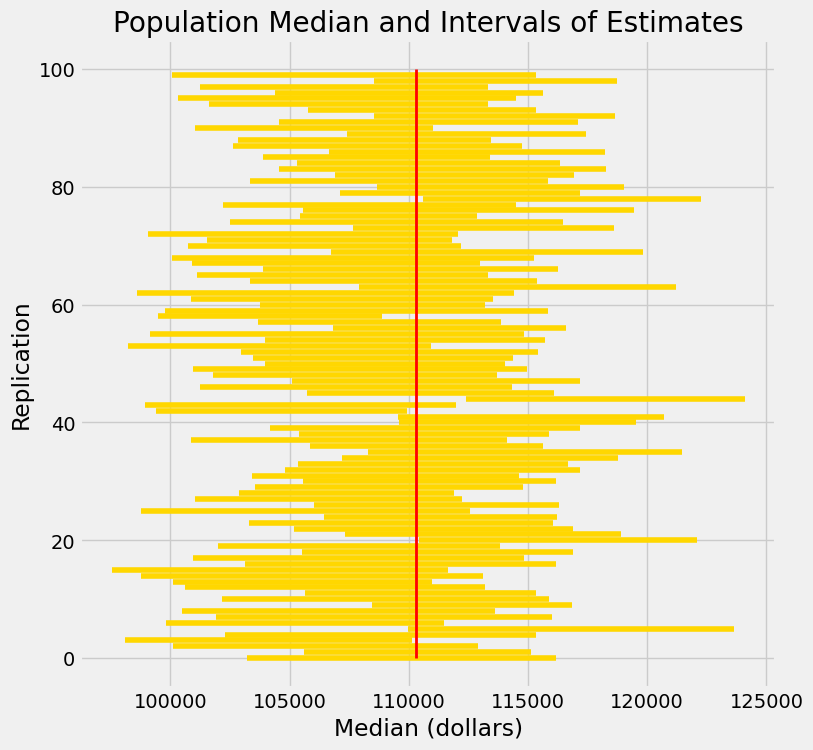 Population Median and Intervals of Estimates
100
80
60
40
20
0
Replication
100000 105000 110000 115000 120000 125000
Median (dollars)